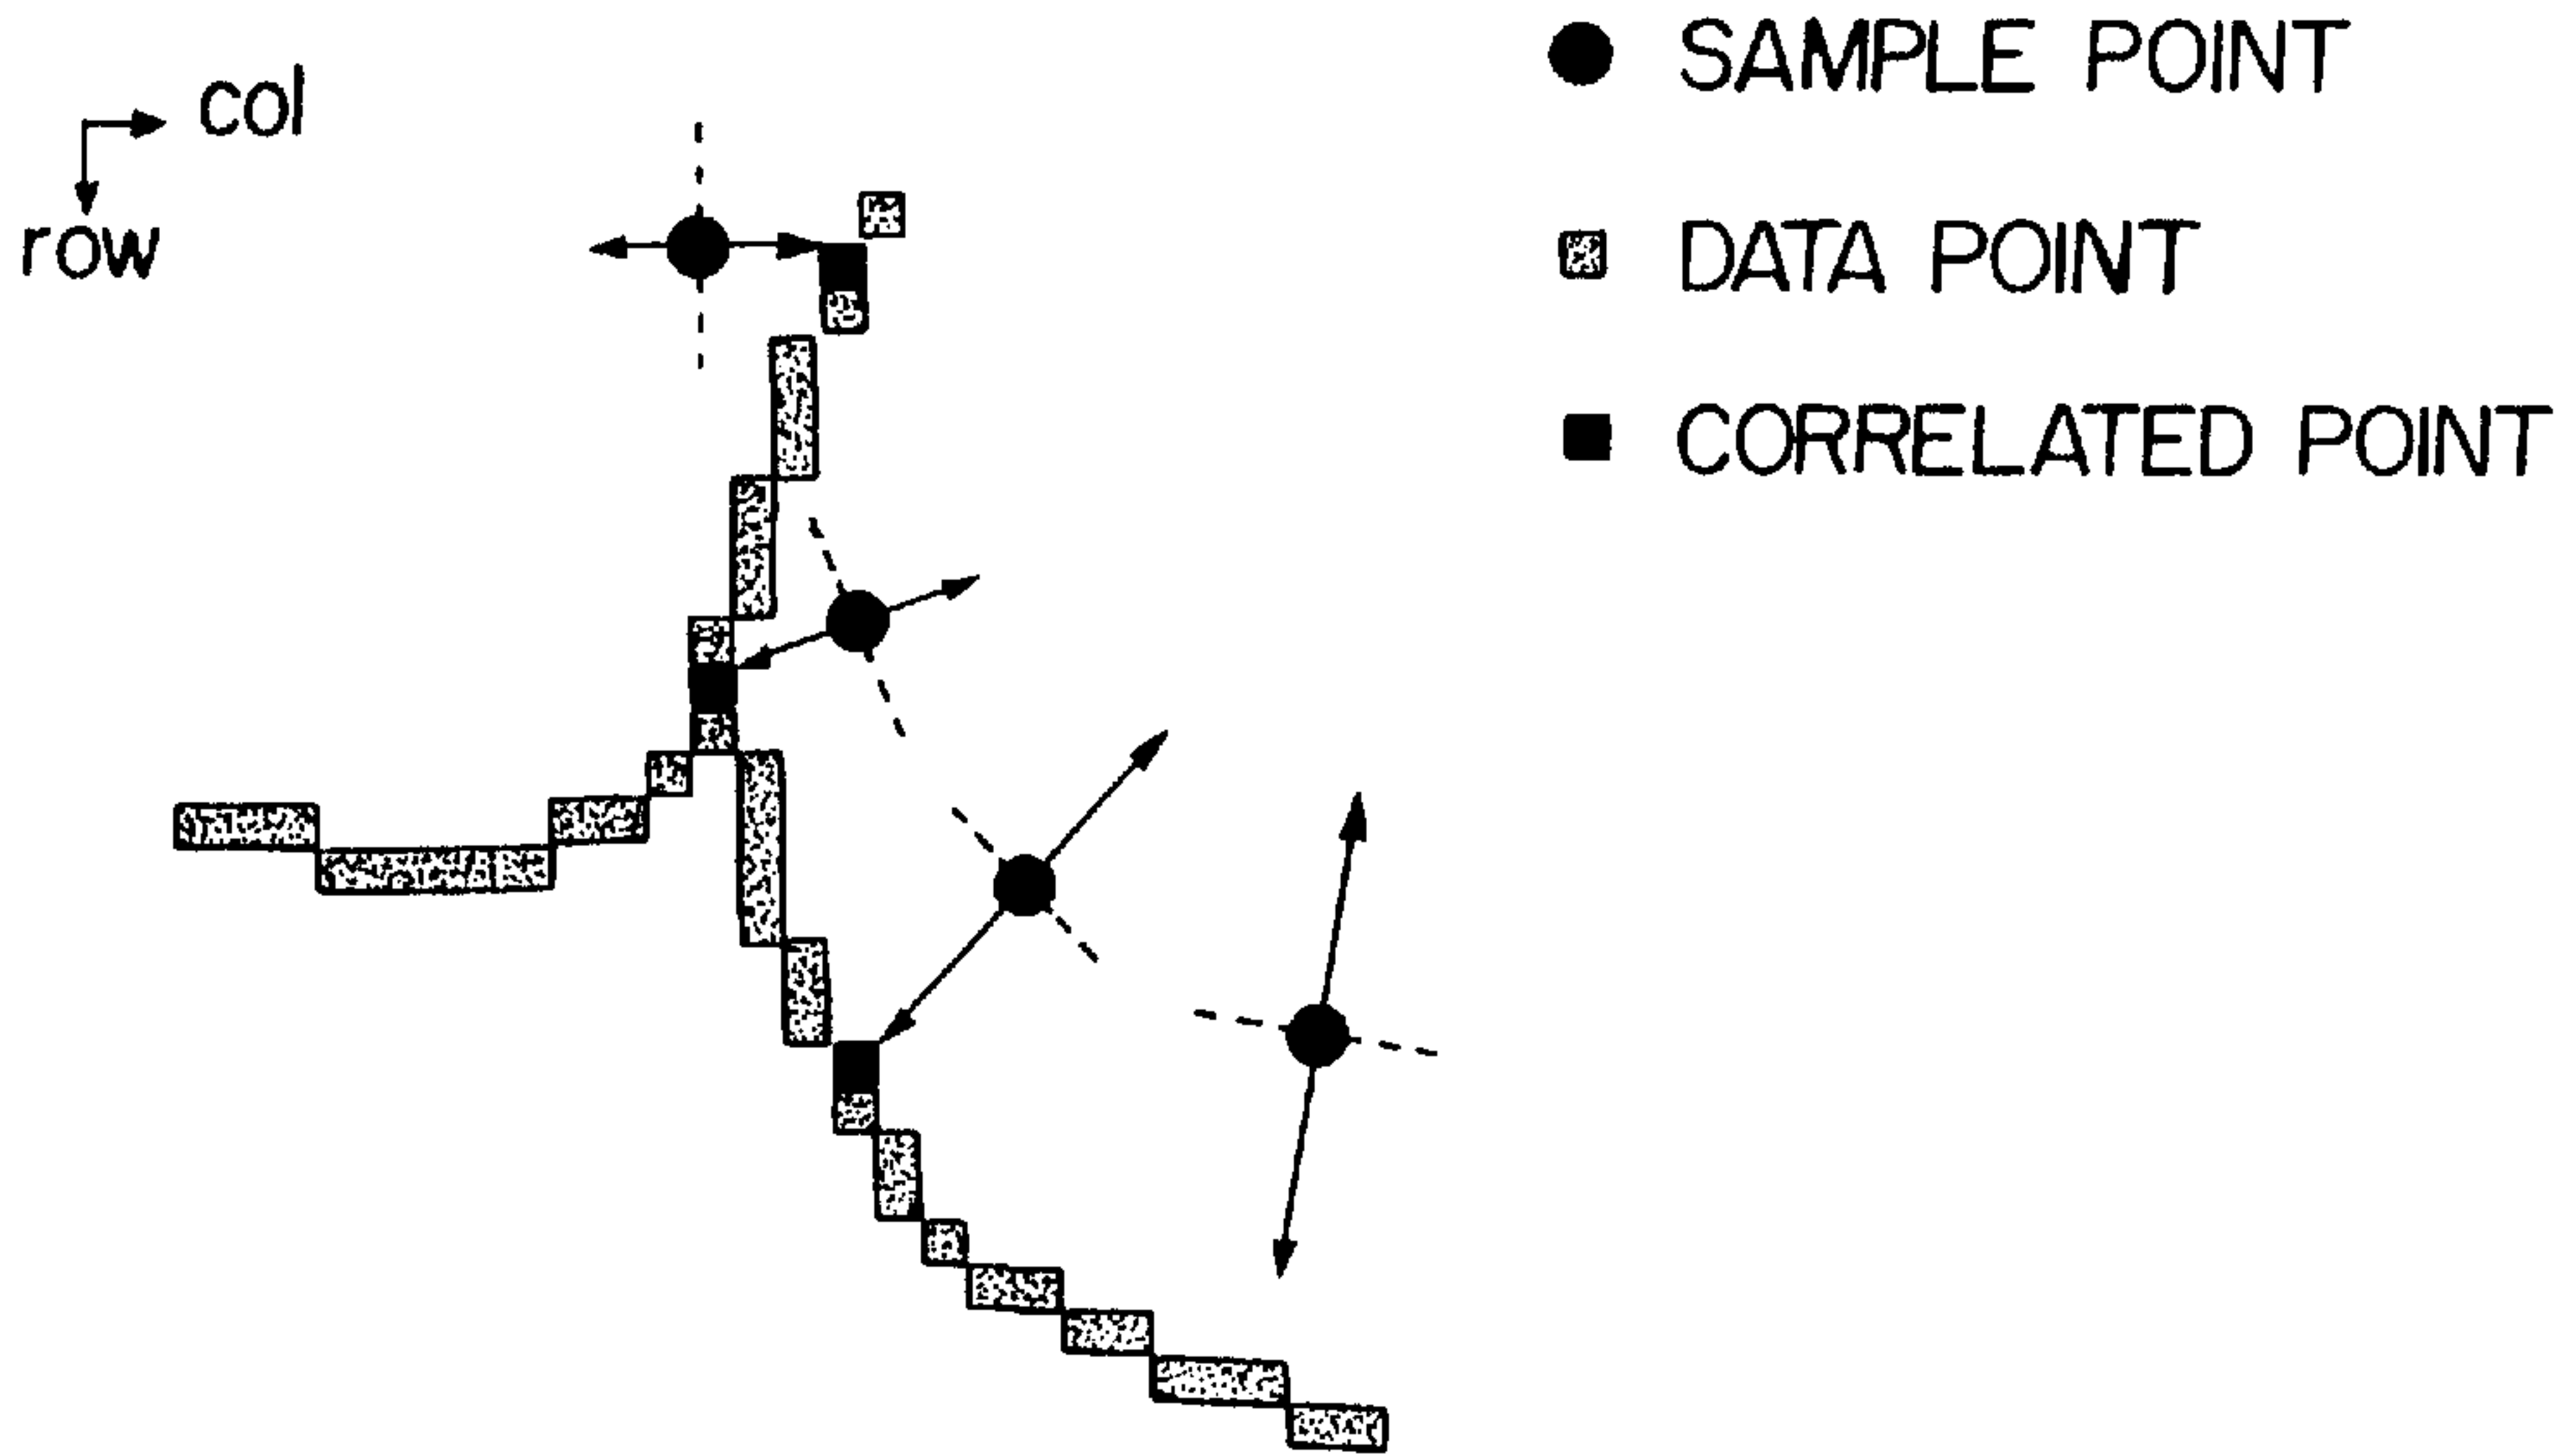 col
row
SAMPLE POINT
DATA POINT
CORRELATED POINT